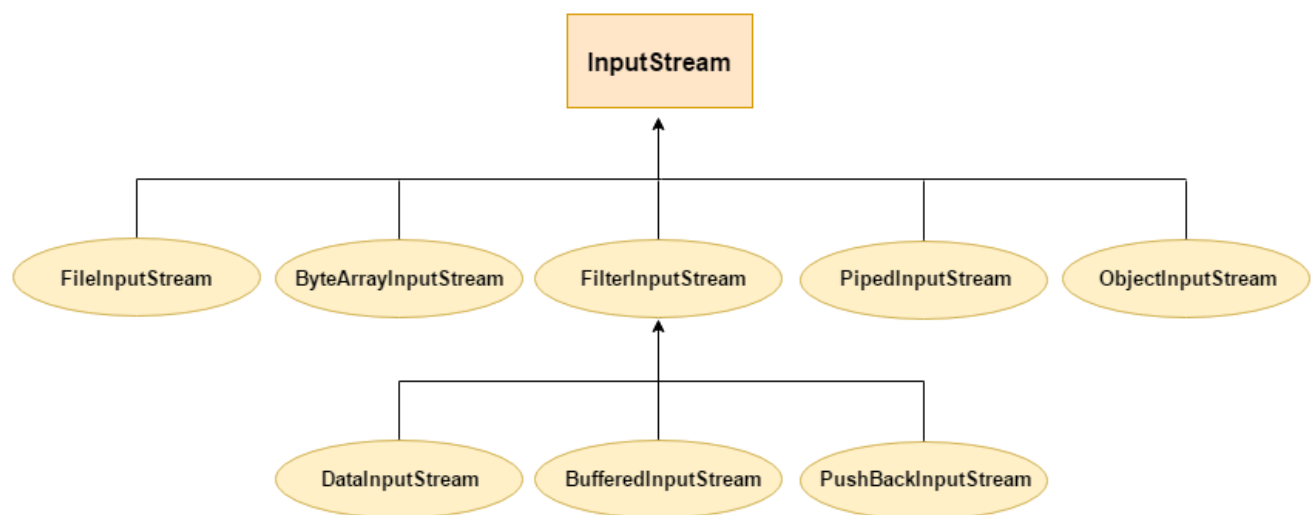 InputStream
FileInputStream
ByteArrayInputStream
FilterInputStream
PipedInputStream
ObjectInputStream
DataInputStream
BufferedInputStream
PushBackInputStream